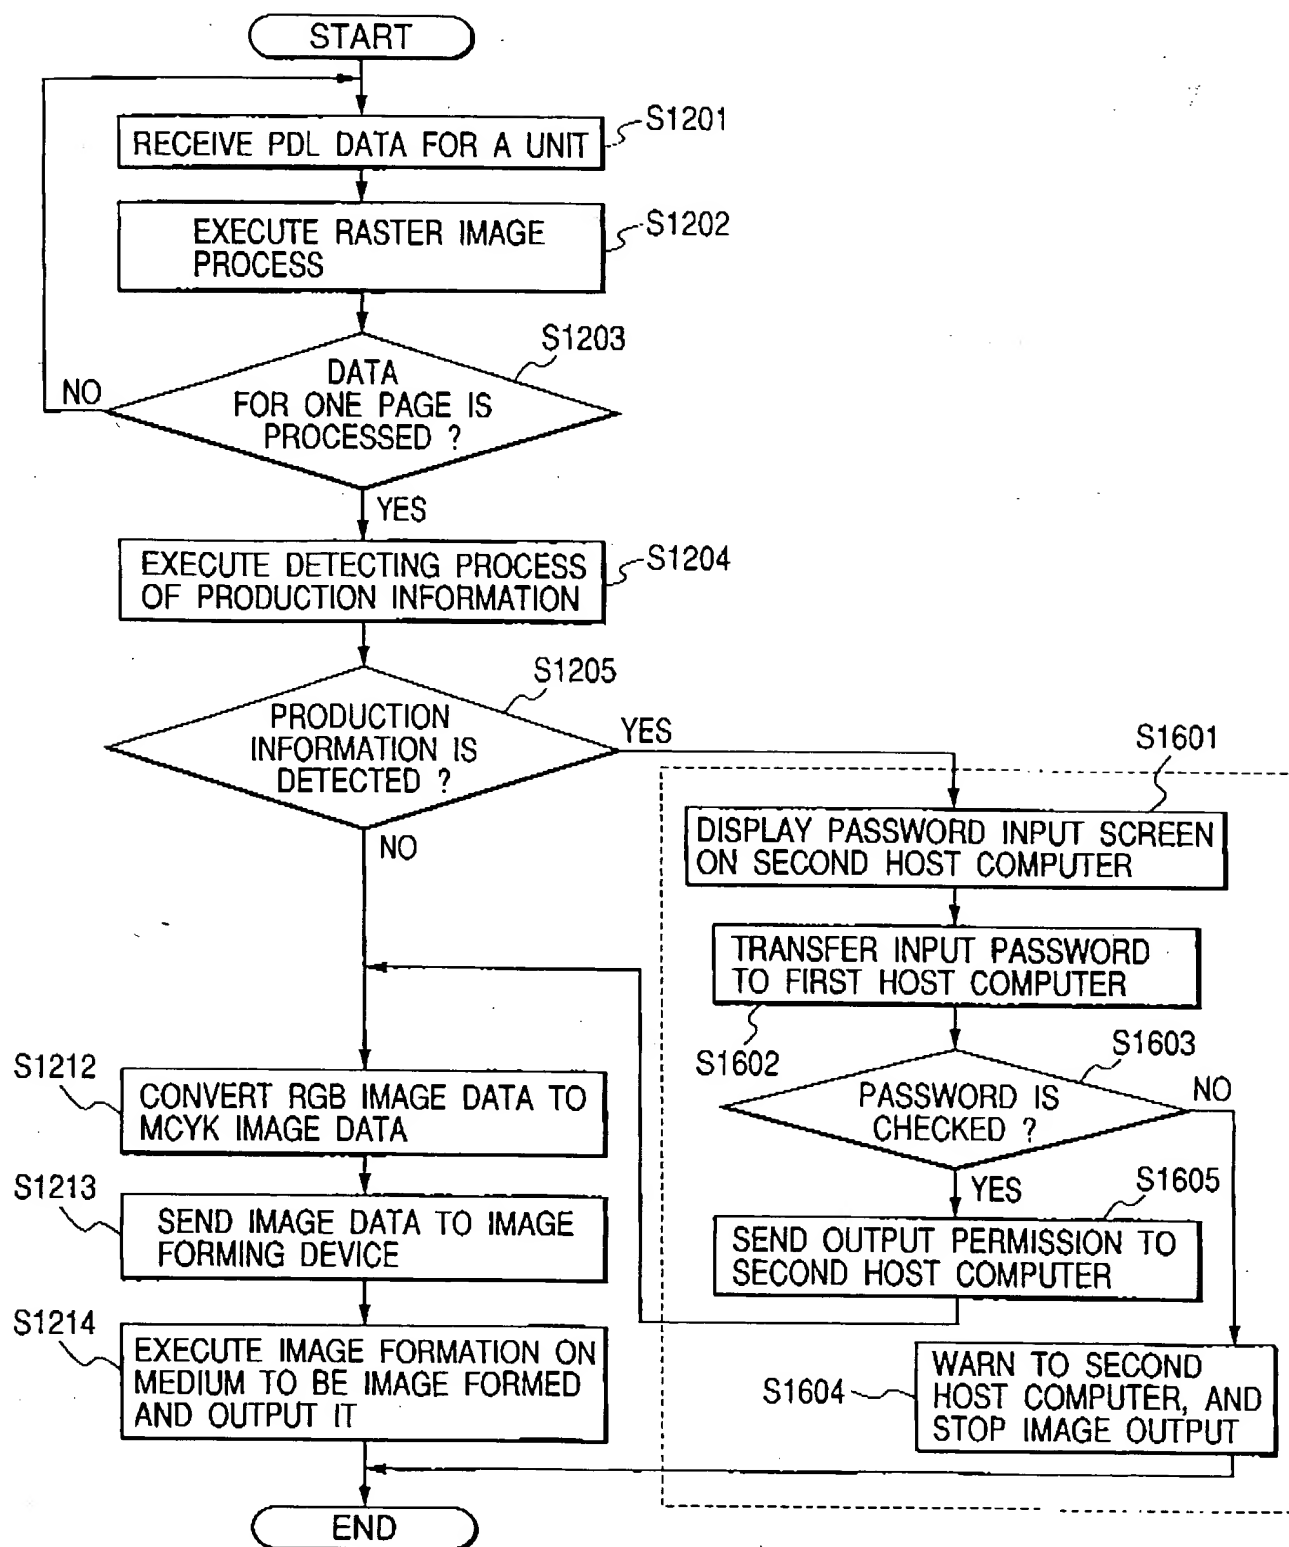 START
RECEIVE PDL DATA FOR A UNIT
S1201
EXECUTE RASTER IMAGE
PROCESS
S1202
S1203
DATA
FOR ONE PAGE IS
PROCESSED ?
NO
YES
EXECUTE DETECTING PROCESS
OF PRODUCTION INFORMATION
S1204
S1205
PRODUCTION
INFORMATION IS
DETECTED ?
YES
NO
S1601
DISPLAY PASSWORD INPUT SCREEN
ON SECOND HOST COMPUTER
TRANSFER INPUT PASSWORD
TO FIRST HOST COMPUTER
S1602
S1603
PASSWORD IS
CHECKED ?
NO
YES
S1605
SEND OUTPUT PERMISSION TO
SECOND HOST COMPUTER
S1604
WARN TO SECOND
HOST COMPUTER, AND
STOP IMAGE OUTPUT
S1212
CONVERT RGB IMAGE DATA TO
MCYK IMAGE DATA
S1213
SEND IMAGE DATA TO IMAGE
FORMING DEVICE
S1214
EXECUTE IMAGE FORMATION ON
MEDIUM TO BE IMAGE FORMED
AND OUTPUT IT
END